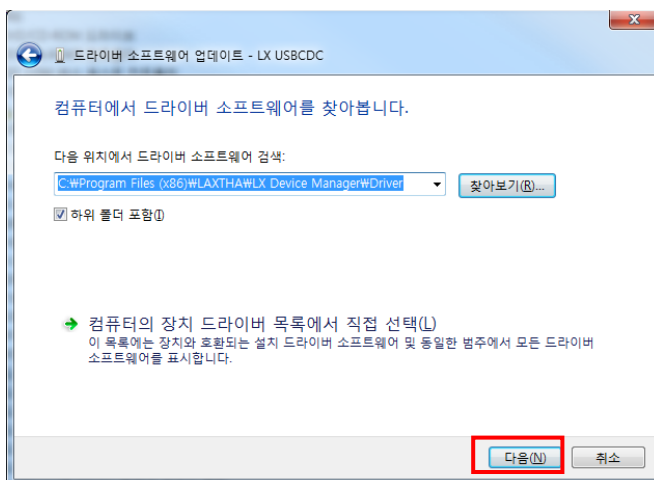 드라이버 소프트웨어 업데이트 - LX USBCDC
컴퓨터에서 드라이버 소프트웨어를 찾아봅니다.
다음 위치에서 드라이버 소프트웨어 검색:
C:₩Program Files (x86)₩LAXTHA₩LX Device Manager₩Driver
찾아보기(R)...
하위 폴더 포함(I)
컴퓨터의 장치 드라이버 목록에서 직접 선택(L)
이 목록에는 장치와 호환되는 설치 드라이버 소프트웨어 및 동일한 범주에서 모든 드라이버
소프트웨어를 표시합니다.
다음(N)
취소